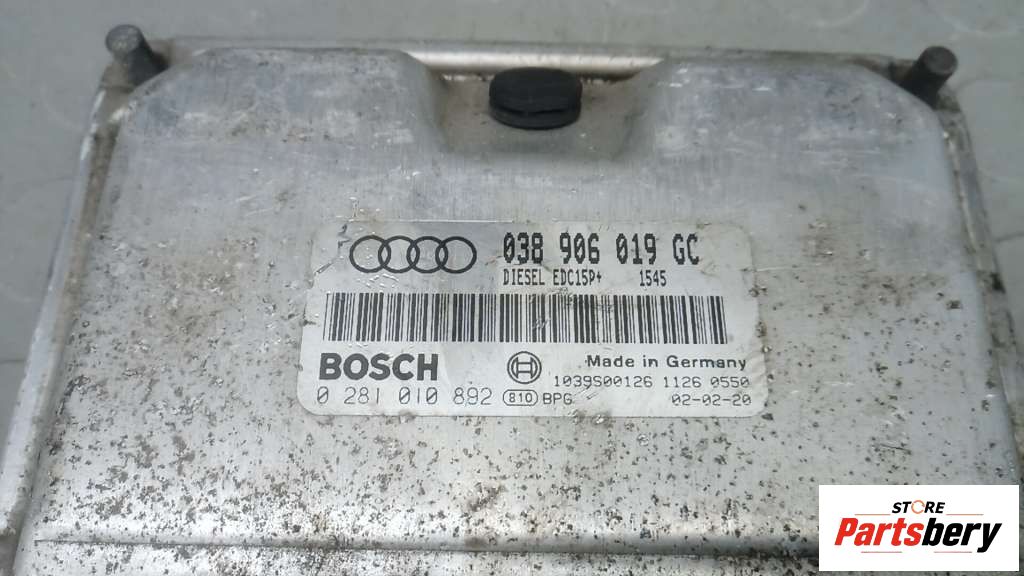 038 906 019 GC
DIESEL EDC15P+ 1545
BOSCH
Made in Germany
1039S00126 1126 0550
0 281 010 892 810 BPG 02-02-20
STORE
Partsbery